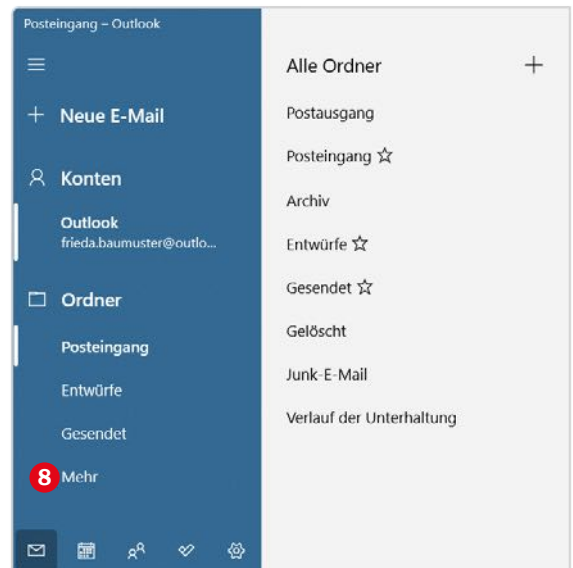 Posteingang – Outlook
Neue E-Mail
Konten
Outlook
frieda.baumuster@outlo...
Ordner
Posteingang
Entwürfe
Gesendet
8 Mehr
Alle Ordner
Postausgang
Posteingang
Archiv
Entwürfe
Gesendet
Gelöscht
Junk-E-Mail
Verlauf der Unterhaltung